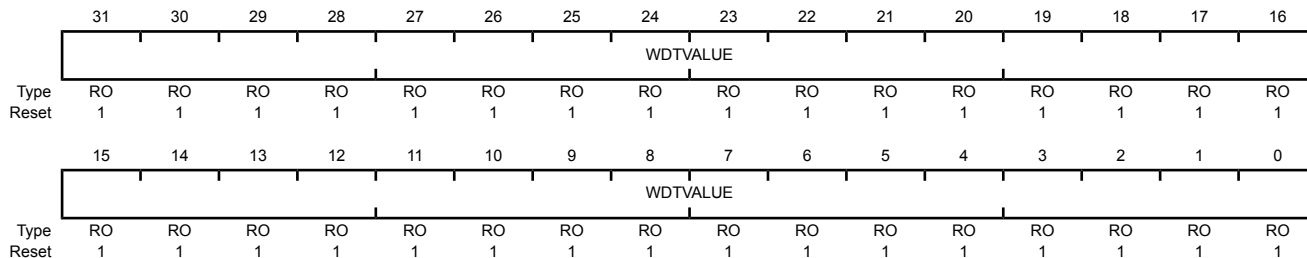 31 30 29 28 27 26 25 24 23 22 21 20 19 18 17 16
WDTVALUE
Type RO RO RO RO RO RO RO RO RO RO RO RO RO RO RO RO
Reset 1 1 1 1 1 1 1 1 1 1 1 1 1 1 1 1
15 14 13 12 11 10 9 8 7 6 5 4 3 2 1 0
WDTVALUE
Type RO RO RO RO RO RO RO RO RO RO RO RO RO RO RO RO
Reset 1 1 1 1 1 1 1 1 1 1 1 1 1 1 1 1